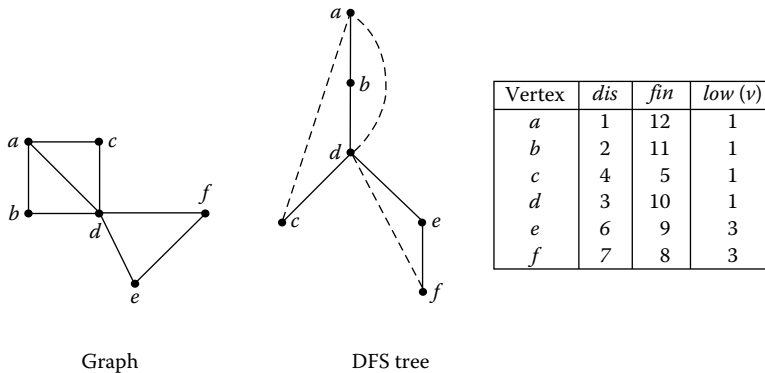 a
c
b
d
f
e
Graph
a
b
d
c
e
f
DFS tree
Vertex dis fin low (v)
a 1 12 1
b 2 11 1
c 4 5 1
d 3 10 1
e 6 9 3
f 7 8 3